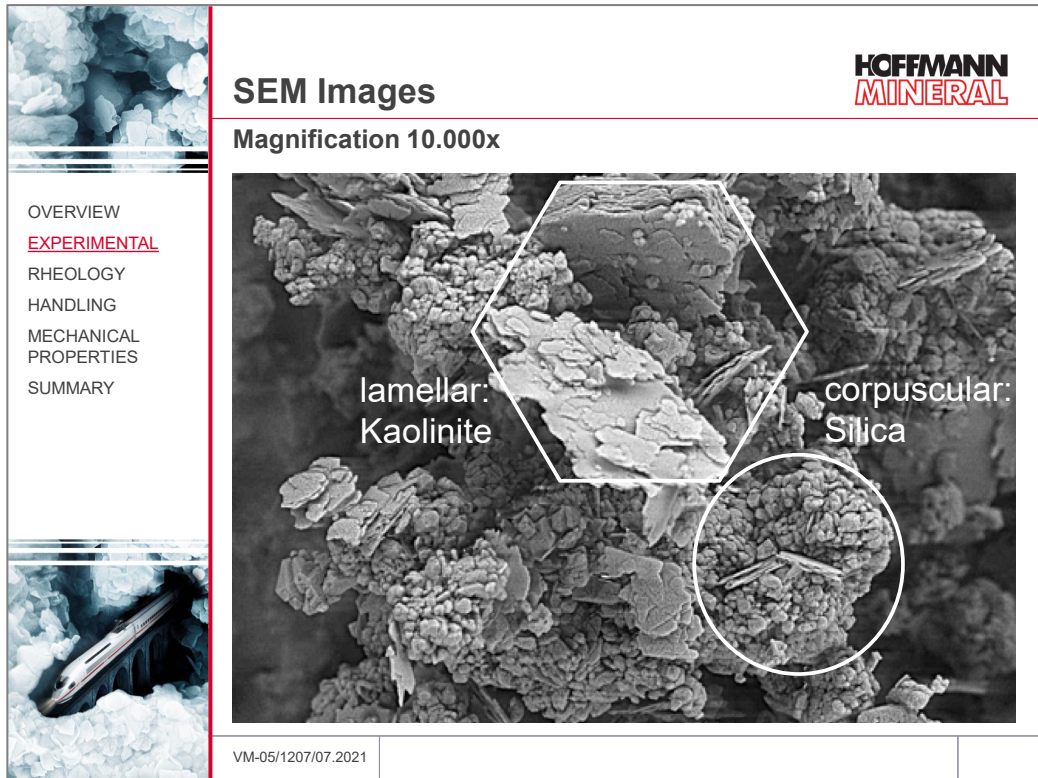 SEM Images
HOFFMANN
MINERAL
Magnification 10.000x
OVERVIEW
EXPERIMENTAL
RHEOLOGY
HANDLING
MECHANICAL
PROPERTIES
SUMMARY
lamellar:
Kaolinite
corpuscular:
Silica
VM-05/1207/07.2021